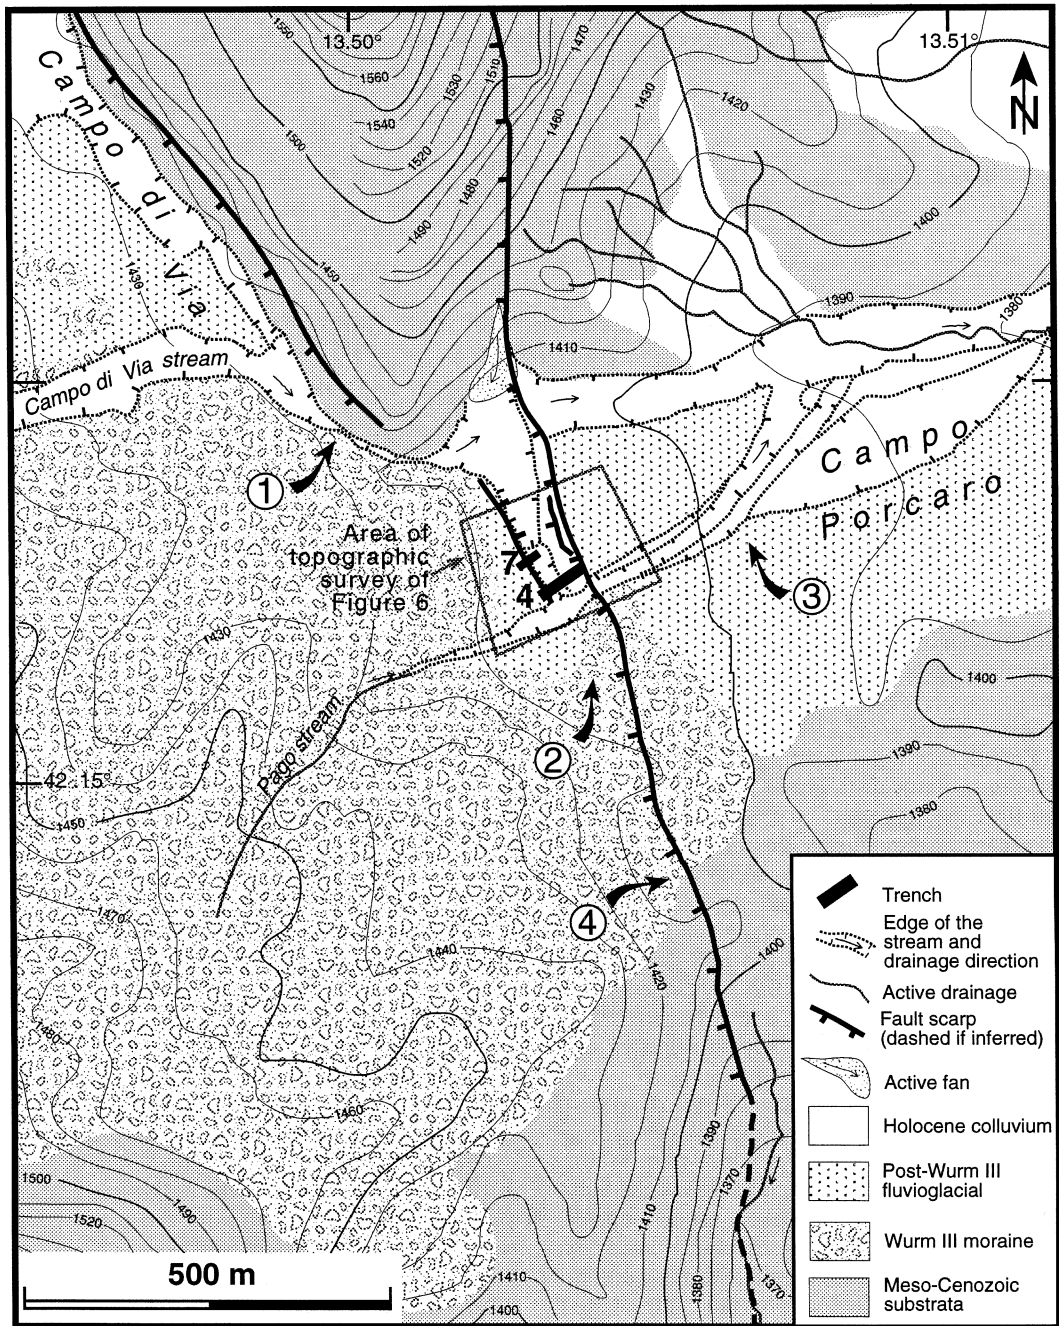 1550
13.50°
1560
1540
1530
1510
1520
1500
1490
1480
1470
1460
1450
1430
1420
13.51°
N
1400
1390
1380
1410
Campo di Via
1430
Campo di Via stream
1
Area of
topographic
survey of
Figure 6
7
4
Campo
Porcaro
3
2
1430
Pago stream
42.15°
1450
1400
1390
1380
1470
4
1440
1420
1400
1480
1460
1390
1370
1410
1380
1370
1500
1520
1490
1410
1400
500 m
Trench
Edge of the
stream and
drainage direction
Active drainage
Fault scarp
(dashed if inferred)
Active fan
Holocene colluvium
Post-Wurm III
fluvioglacial
Wurm III moraine
Meso-Cenozoic
substrata